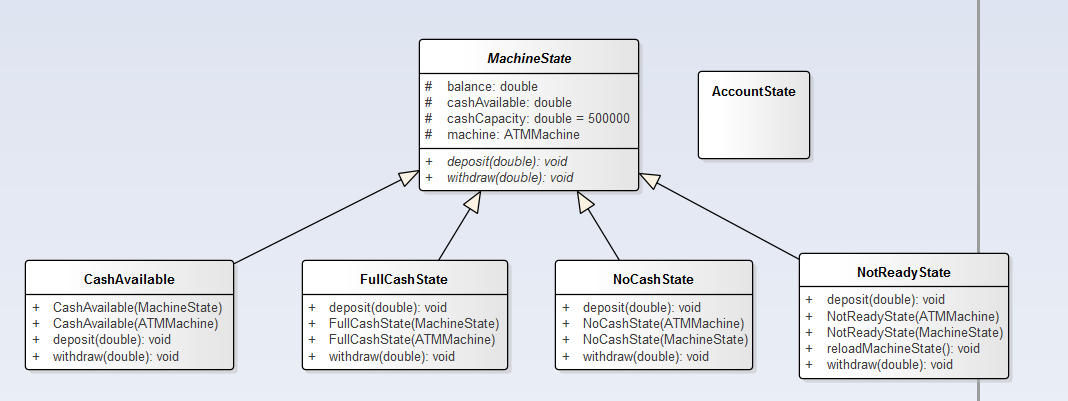 MachineState
# balance: double
# cashAvailable: double
# cashCapacity: double = 500000
# machine: ATMMachine
+ deposit(double): void
+ withdraw(double): void
AccountState
CashAvailable
+ CashAvailable(MachineState)
+ CashAvailable(ATMMachine)
+ deposit(double): void
+ withdraw(double): void
FullCashState
+ deposit(double): void
+ FullCashState(MachineState)
+ FullCashState(ATMMachine)
+ withdraw(double): void
NoCashState
+ deposit(double): void
+ NoCashState(ATMMachine)
+ NoCashState(MachineState)
+ withdraw(double): void
NotReadyState
+ deposit(double): void
+ NotReadyState(ATMMachine)
+ NotReadyState(MachineState)
+ reloadMachineState(): void
+ withdraw(double): void